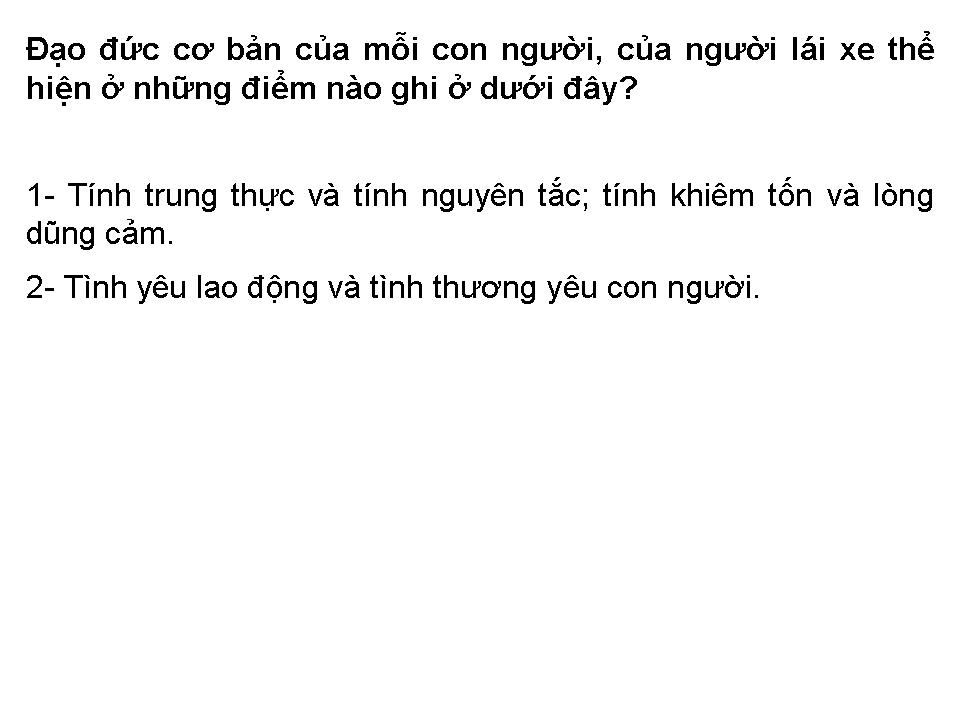 Đạo đức cơ bản của mỗi con người, của người lái xe thể
hiện ở những điểm nào ghi ở dưới đây?
1- Tính trung thực và tính nguyên tắc; tính khiêm tốn và lòng
dũng cảm.
2- Tình yêu lao động và tình thương yêu con người.